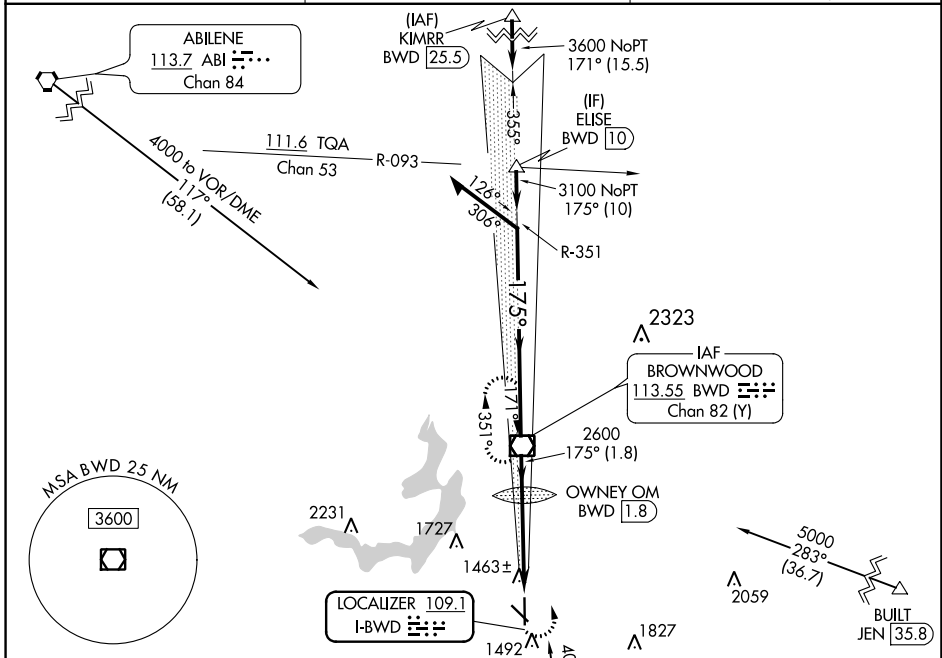 ABILENE
113.7 ABI
Chan 84
(IAF)
KIMRR
BWD 25.5
3600 NoPT
171° (15.5)
355°
(IF)
ELISE
BWD 10
4000 to VOR/DME
117°
(58.1)
111.6 TQA
Chan 53
R-093
3100 NoPT
175° (10)
126°
306°
R-351
175°
2323
IAF
BROWNWOOD
113.55 BWD
Chan 82 (Y)
171°
351°
2600
175° (1.8)
MSA BWD 25 NM
3600
OWNEY OM
BWD 1.8
2231
1727
1463±
5000
283°
(36.7)
2059
BUILT
JEN 35.8
LOCALIZER 109.1
I-BWD
1492
1827